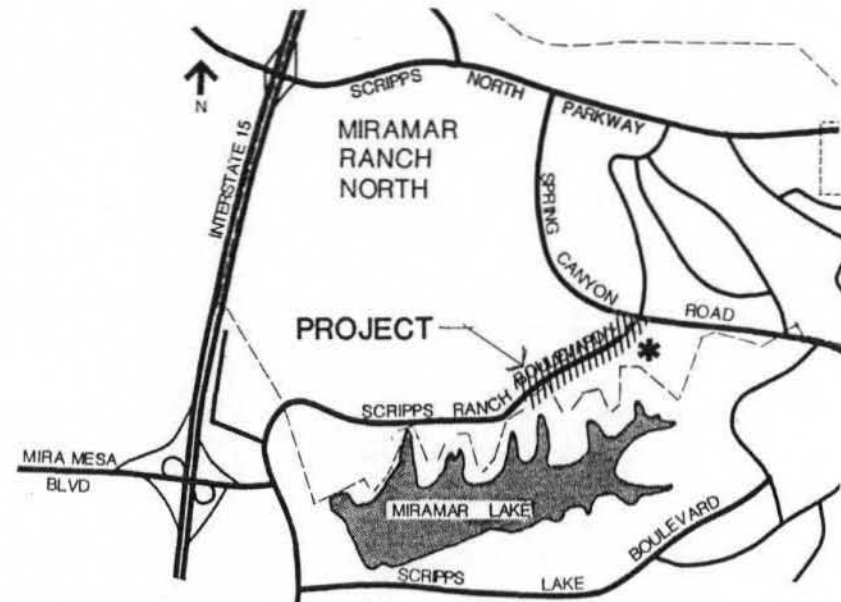 SCRIPPS NORTH PARKWAY
N
MIRAMAR
RANCH
NORTH
INTERSTATE 15
SPRING CANYON ROAD
PROJECT
SCRIPPS RANCH BOULEVARD
*
MIRA MESA
BLVD
MIRAMAR LAKE
SCRIPPS LAKE BOULEVARD